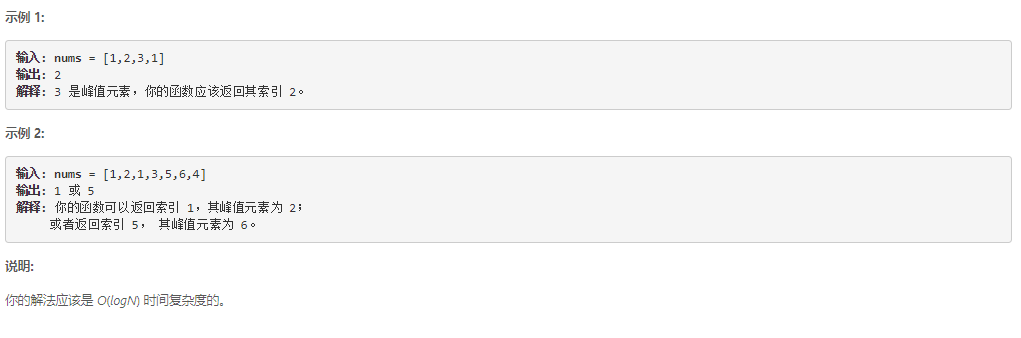 示例 1:
输入: nums = [1,2,3,1]
输出: 2
解释: 3 是峰值元素，你的函数应该返回其索引 2。
示例 2:
输入: nums = [1,2,1,3,5,6,4]
输出: 1 或 5
解释: 你的函数可以返回索引 1，其峰值元素为 2；
或者返回索引 5， 其峰值元素为 6。
说明:
你的解法应该是 O(logN) 时间复杂度的。